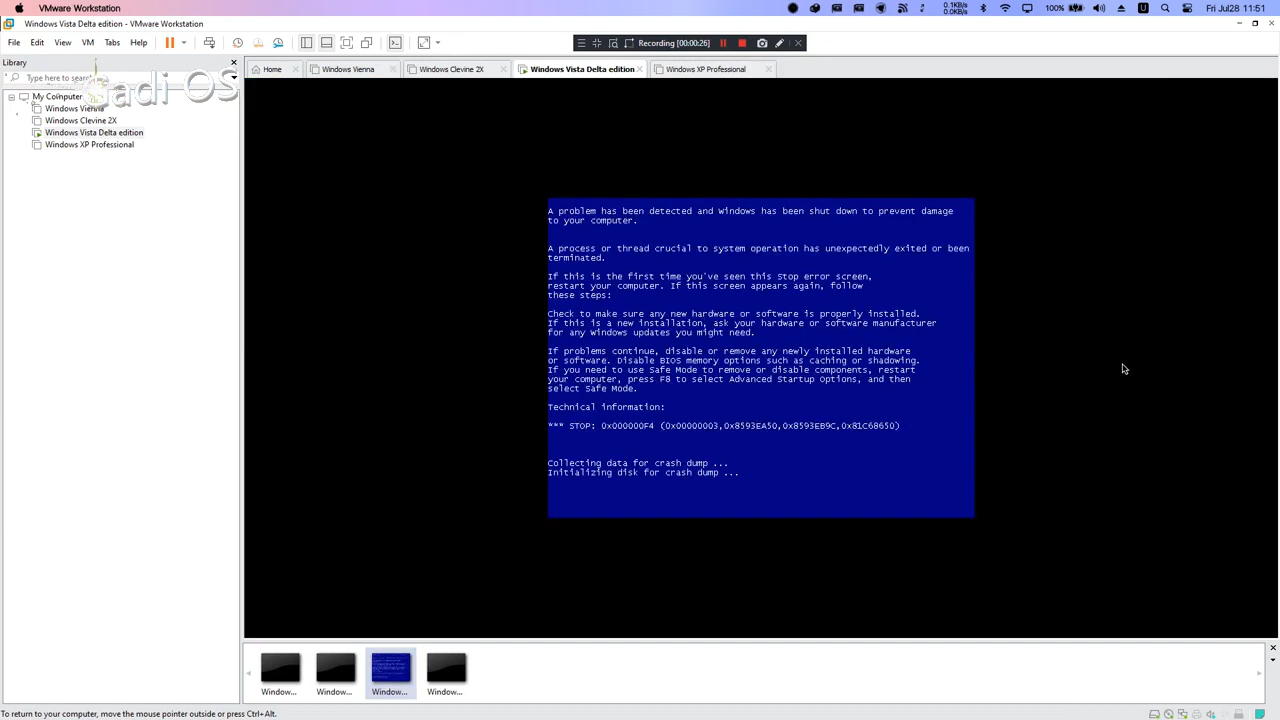 VMware Workstation
0.1KB/s
0.0KB/s
100%
Fri Jul28 11:51
Windows Vista Delta edition - VMware Workstation
File Edit View VM Tabs Help
Recording [00:00:26]
Library
Type here to search
adi OS
Home
Windows Vienna
Windows Clevine 2X
Windows Vista Delta edition
Windows XP Professional
My Computer
Windows Vienna
Windows Clevine 2X
Windows Vista Delta edition
Windows XP Professional
A problem has been detected and Windows has been shut down to prevent damage
to your computer.
A process or thread crucial to system operation has unexpectedly exited or been
terminated.
If this is the first time you've seen this Stop error screen,
restart your computer. If this screen appears again, follow
these steps:
Check to make sure any new hardware or software is properly installed.
If this is a new installation, ask your hardware or software manufacturer
for any Windows updates you might need.
If problems continue, disable or remove any newly installed hardware
or software. Disable BIOS memory options such as caching or shadowing.
If you need to use Safe Mode to remove or disable components, restart
your computer, press F8 to select Advanced Startup Options, and then
select Safe Mode.
Technical information:
*** STOP: 0x000000F4 (0x00000003,0x8593EA50,0x8593EB9C,0x81C68650)
Collecting data for crash dump ...
Initializing disk for crash dump ...
Window...
Window...
Window...
Window...
To return to your computer, move the mouse pointer outside or press Ctrl+Alt.